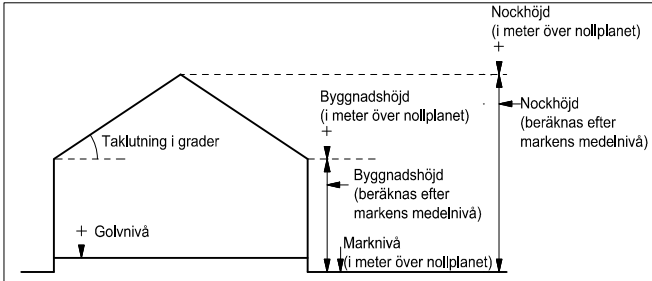 Nockhöjd
(i meter över nollplanet)
+
Byggnadshöjd
(i meter över nollplanet)
+
Nockhöjd
(beräknas efter
markens medelnivå)
Taklutning i grader
Byggnadshöjd
(beräknas efter
markens medelnivå)
+ Golvnivå
Marknivå
(i meter över nollplanet)